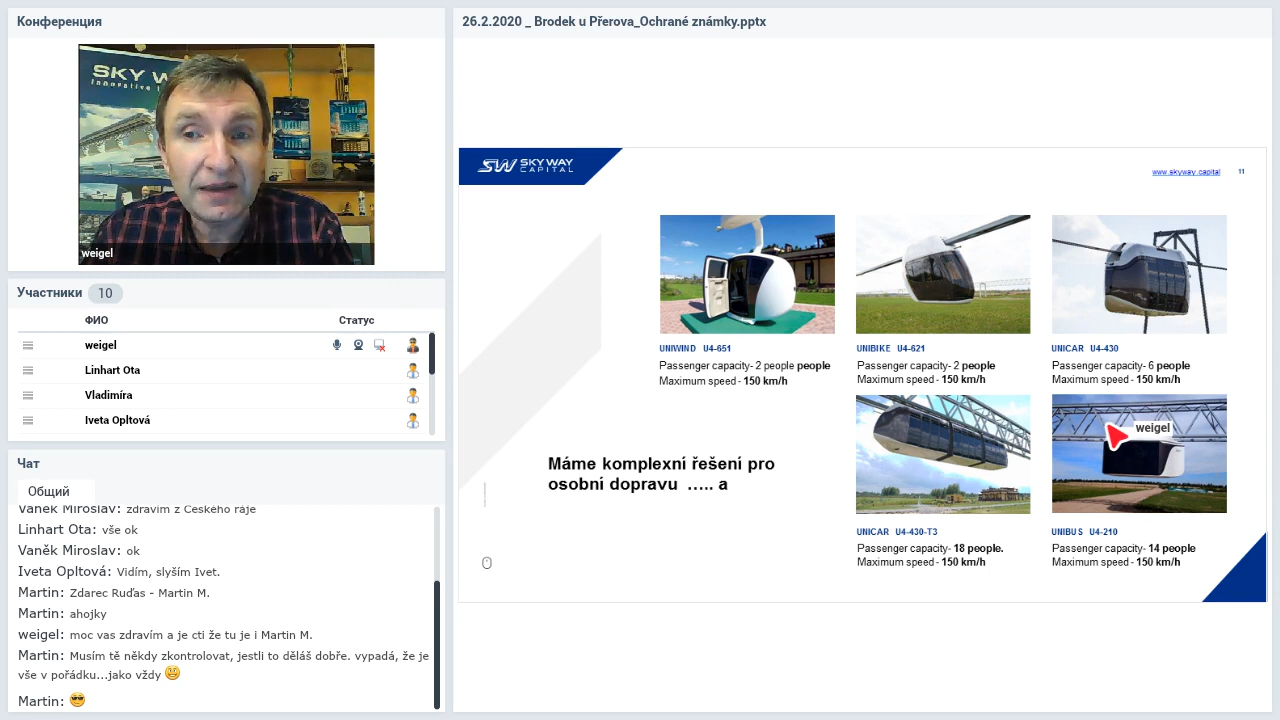 Конференция
SKY W
weigel
Участники 10
ФИО Статус
weigel
Linhart Ota
Vladimíra
Iveta Opltová
Чат
Общий
Vaněk Miroslav: zdravím z Českého ráje
Linhart Ota: vše ok
Vaněk Miroslav: ok
Iveta Opltová: Vidím, slyším Ivet.
Martin: Zdarec Ruďas - Martin M.
Martin: ahojky
weigel: moc vas zdravím a je cti že tu je i Martin M.
Martin: Musím tě někdy zkontrolovat, jestli to děláš dobře. vypadá, že je
vše v pořádku...jako vždy
Martin:
26.2.2020 _ Brodek u Přerova_Ochrané známky.pptx
SW SKY WAY
CAPITAL
www.skyway.capital 11
UNIWIND U4-651
Passenger capacity- 2 people people
Maximum speed - 150 km/h
UNIBIKE U4-621
Passenger capacity- 2 people
Maximum speed - 150 km/h
UNICAR U4-430
Passenger capacity- 6 people
Maximum speed - 150 km/h
weigel
Máme komplexní řešení pro
osobní dopravu ….. a
UNICAR U4-430-T3
Passenger capacity- 18 people.
Maximum speed - 150 km/h
UNIBUS U4-210
Passenger capacity- 14 people
Maximum speed - 150 km/h